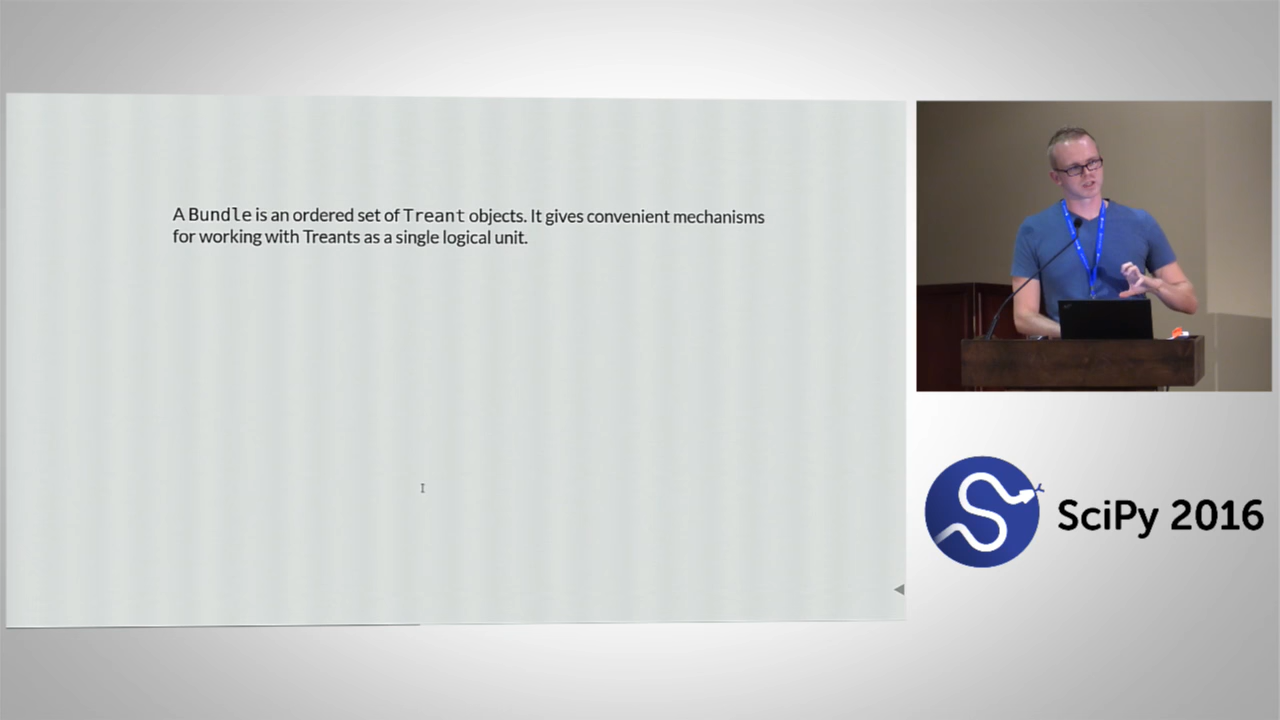 A Bundle is an ordered set of Treant objects. It gives convenient mechanisms
for working with Treants as a single logical unit.
SciPy 2016